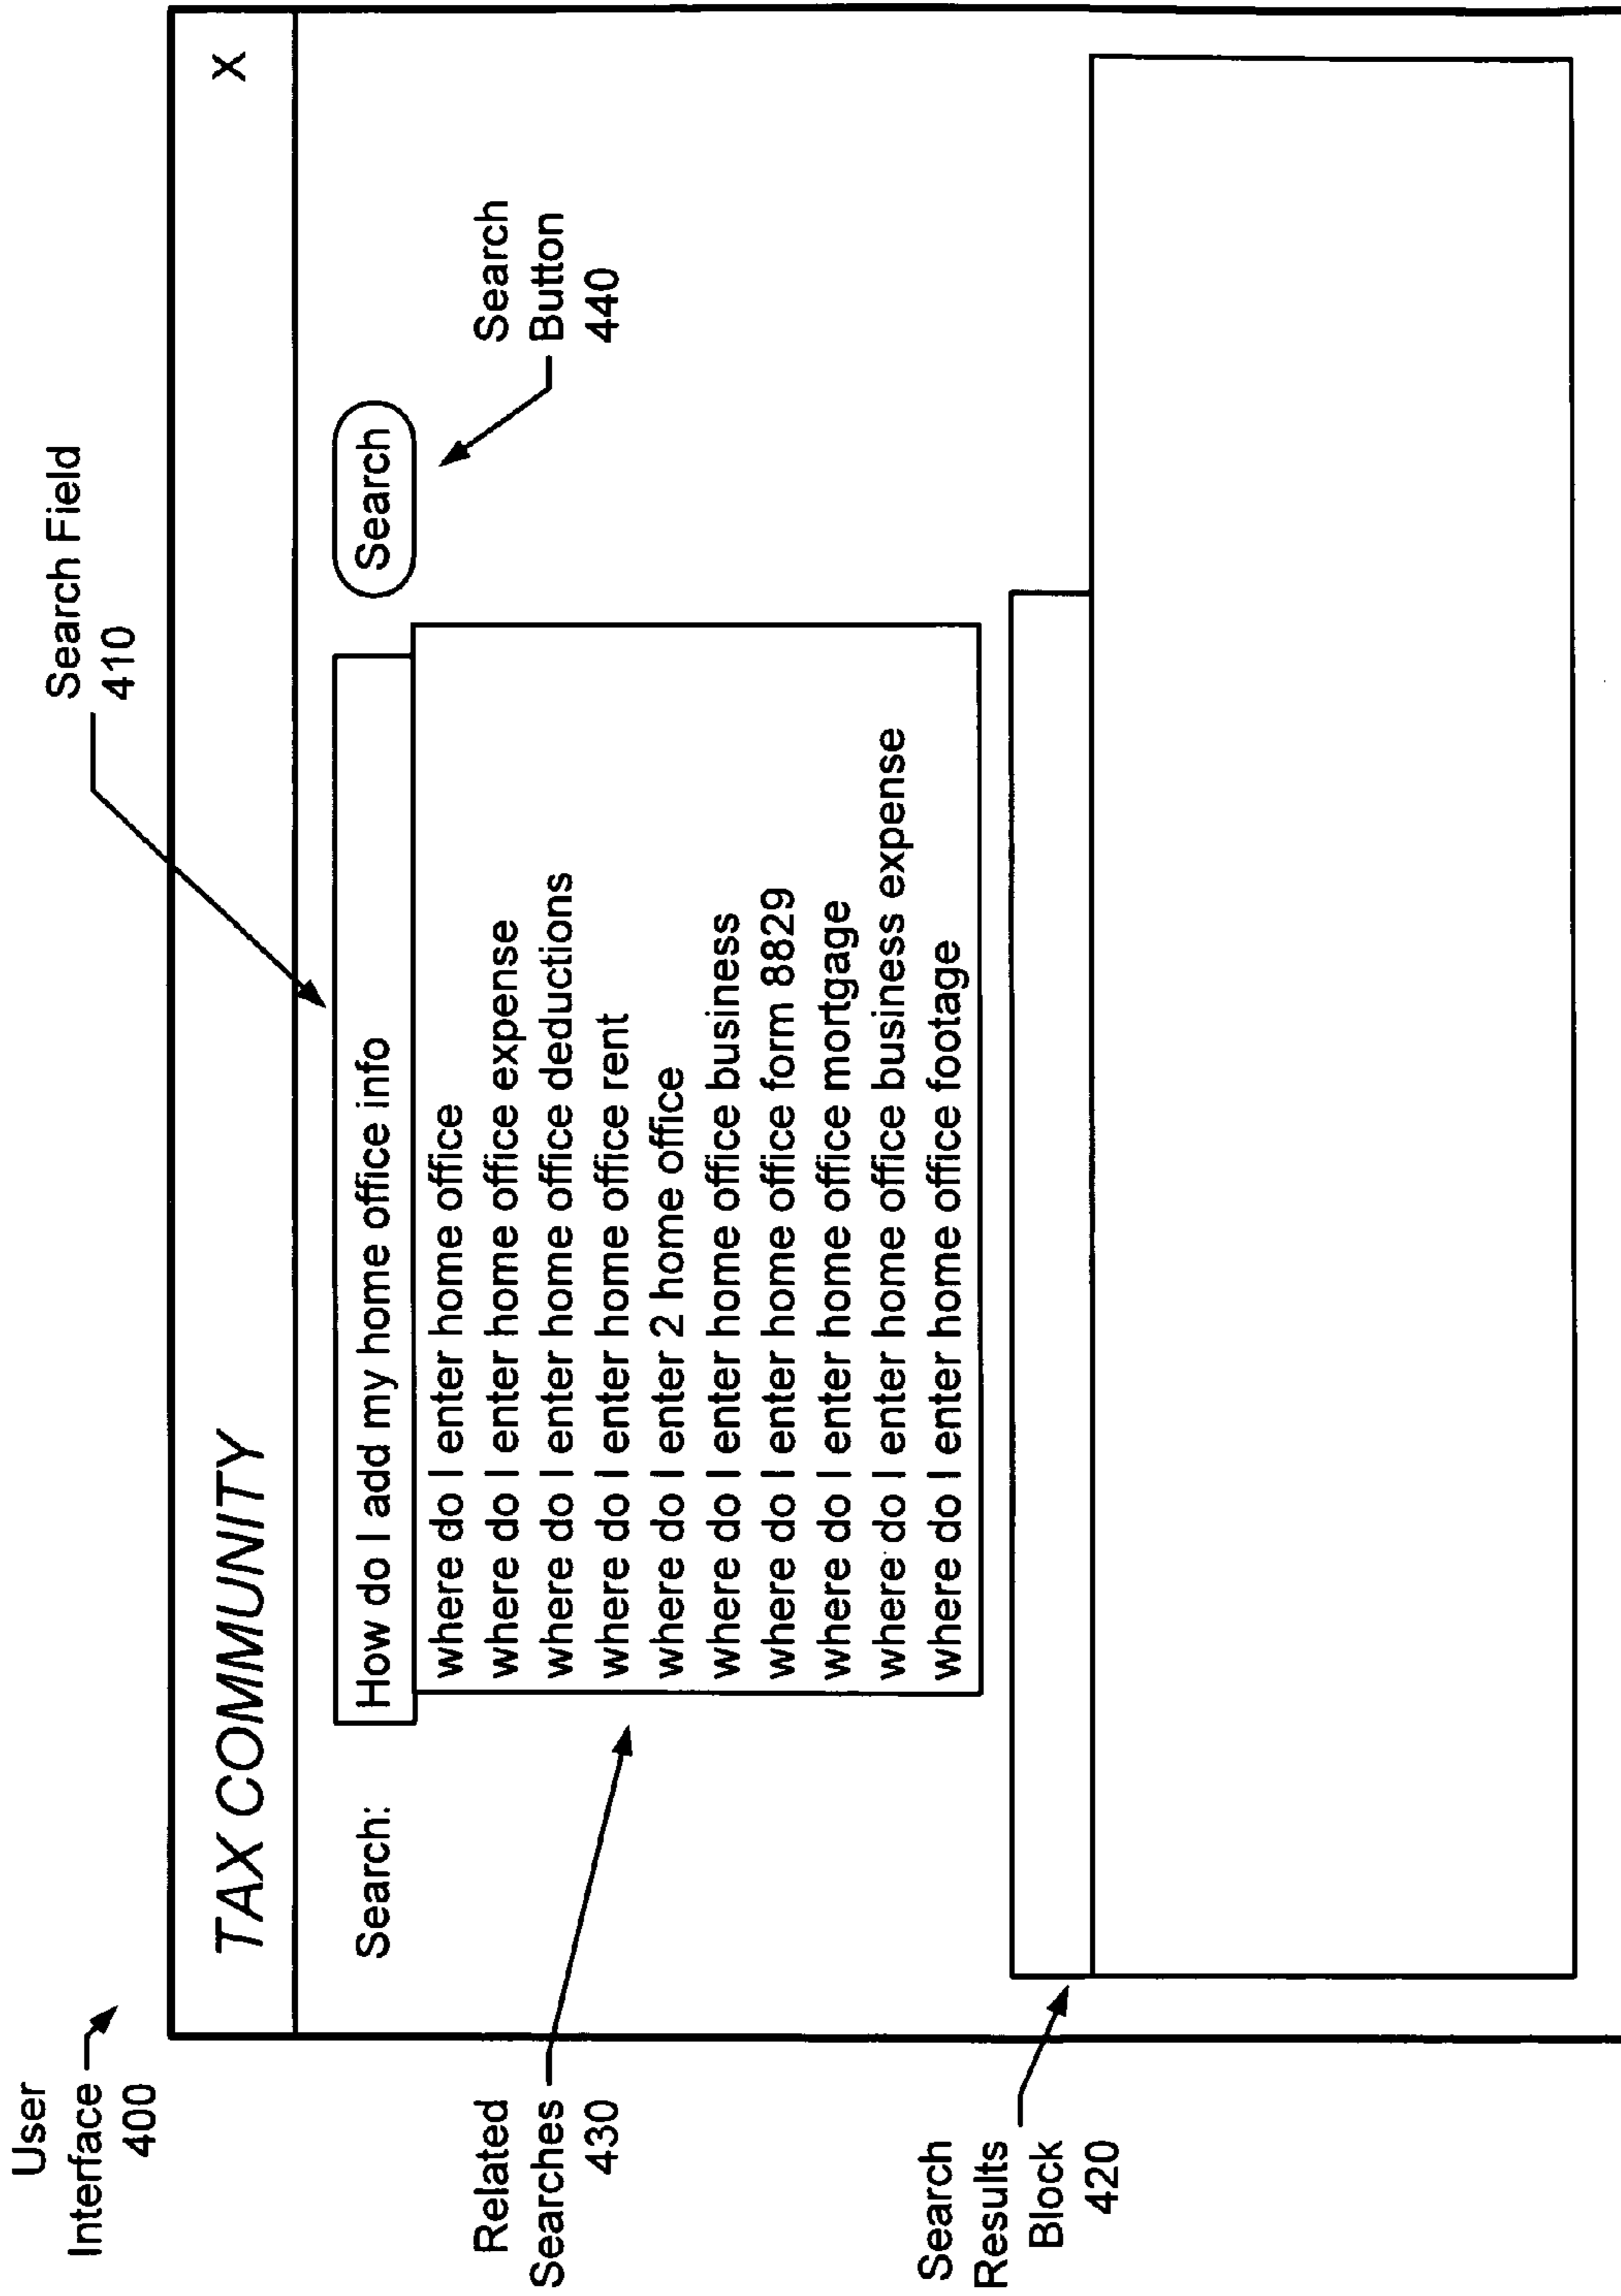 User
Interface
400
Search Field
410
TAX COMMUNITY
X
Search:
How do I add my home office info
Search
Search
Button
440
where do I enter home office
where do I enter home office expense
where do I enter home office deductions
where do I enter home office rent
where do I enter 2 home office
where do I enter home office business
where do I enter home office form 8829
where do I enter home office mortgage
where do I enter home office business expense
where do I enter home office footage
Related
Searches
430
Search
Results
Block
420